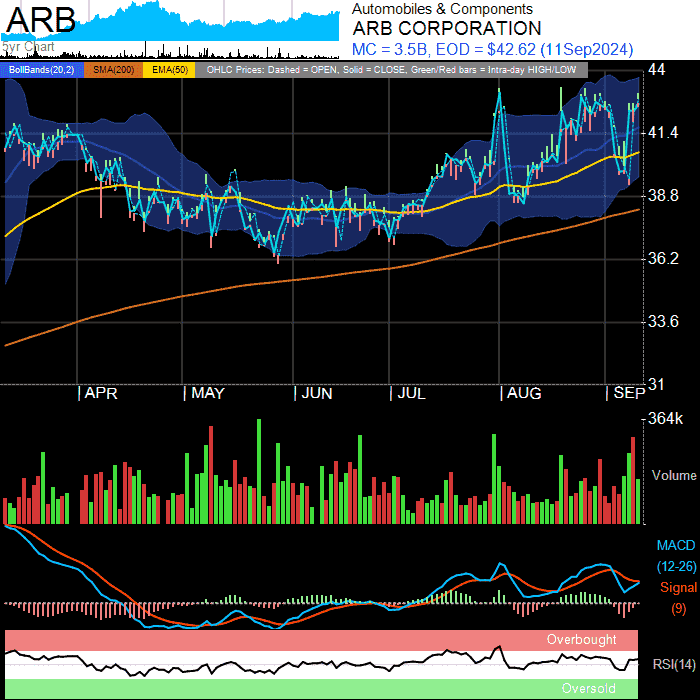 ARB
5yr Chart
Automobiles & Components
ARB CORPORATION
MC = 3.5B, EOD = $42.62 (11Sep2024)
BollBands(20,2) SMA(200) EMA(50) OHLC Prices: Dashed = OPEN, Solid = CLOSE, Green/Red bars = Intra-day HIGH/LOW
44
41.4
38.8
36.2
33.6
31
APR MAY JUN JUL AUG SEP
364k
Volume
MACD
(12-26)
Signal
(9)
Overbought
RSI(14)
Oversold